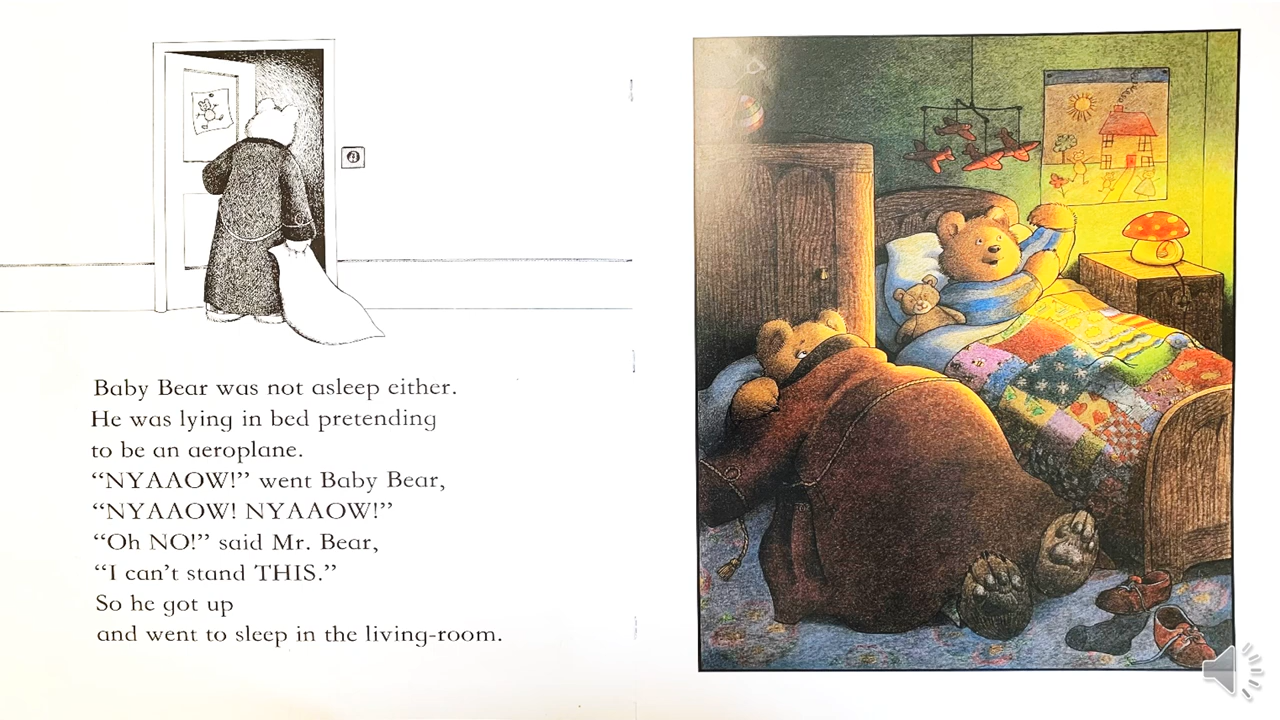 Baby Bear was not asleep either.
He was lying in bed pretending
to be an aeroplane.
“NYAAOW!” went Baby Bear,
“NYAAOW! NYAAOW!”
“Oh NO!” said Mr. Bear,
“I can’t stand THIS.”
So he got up
and went to sleep in the living-room.